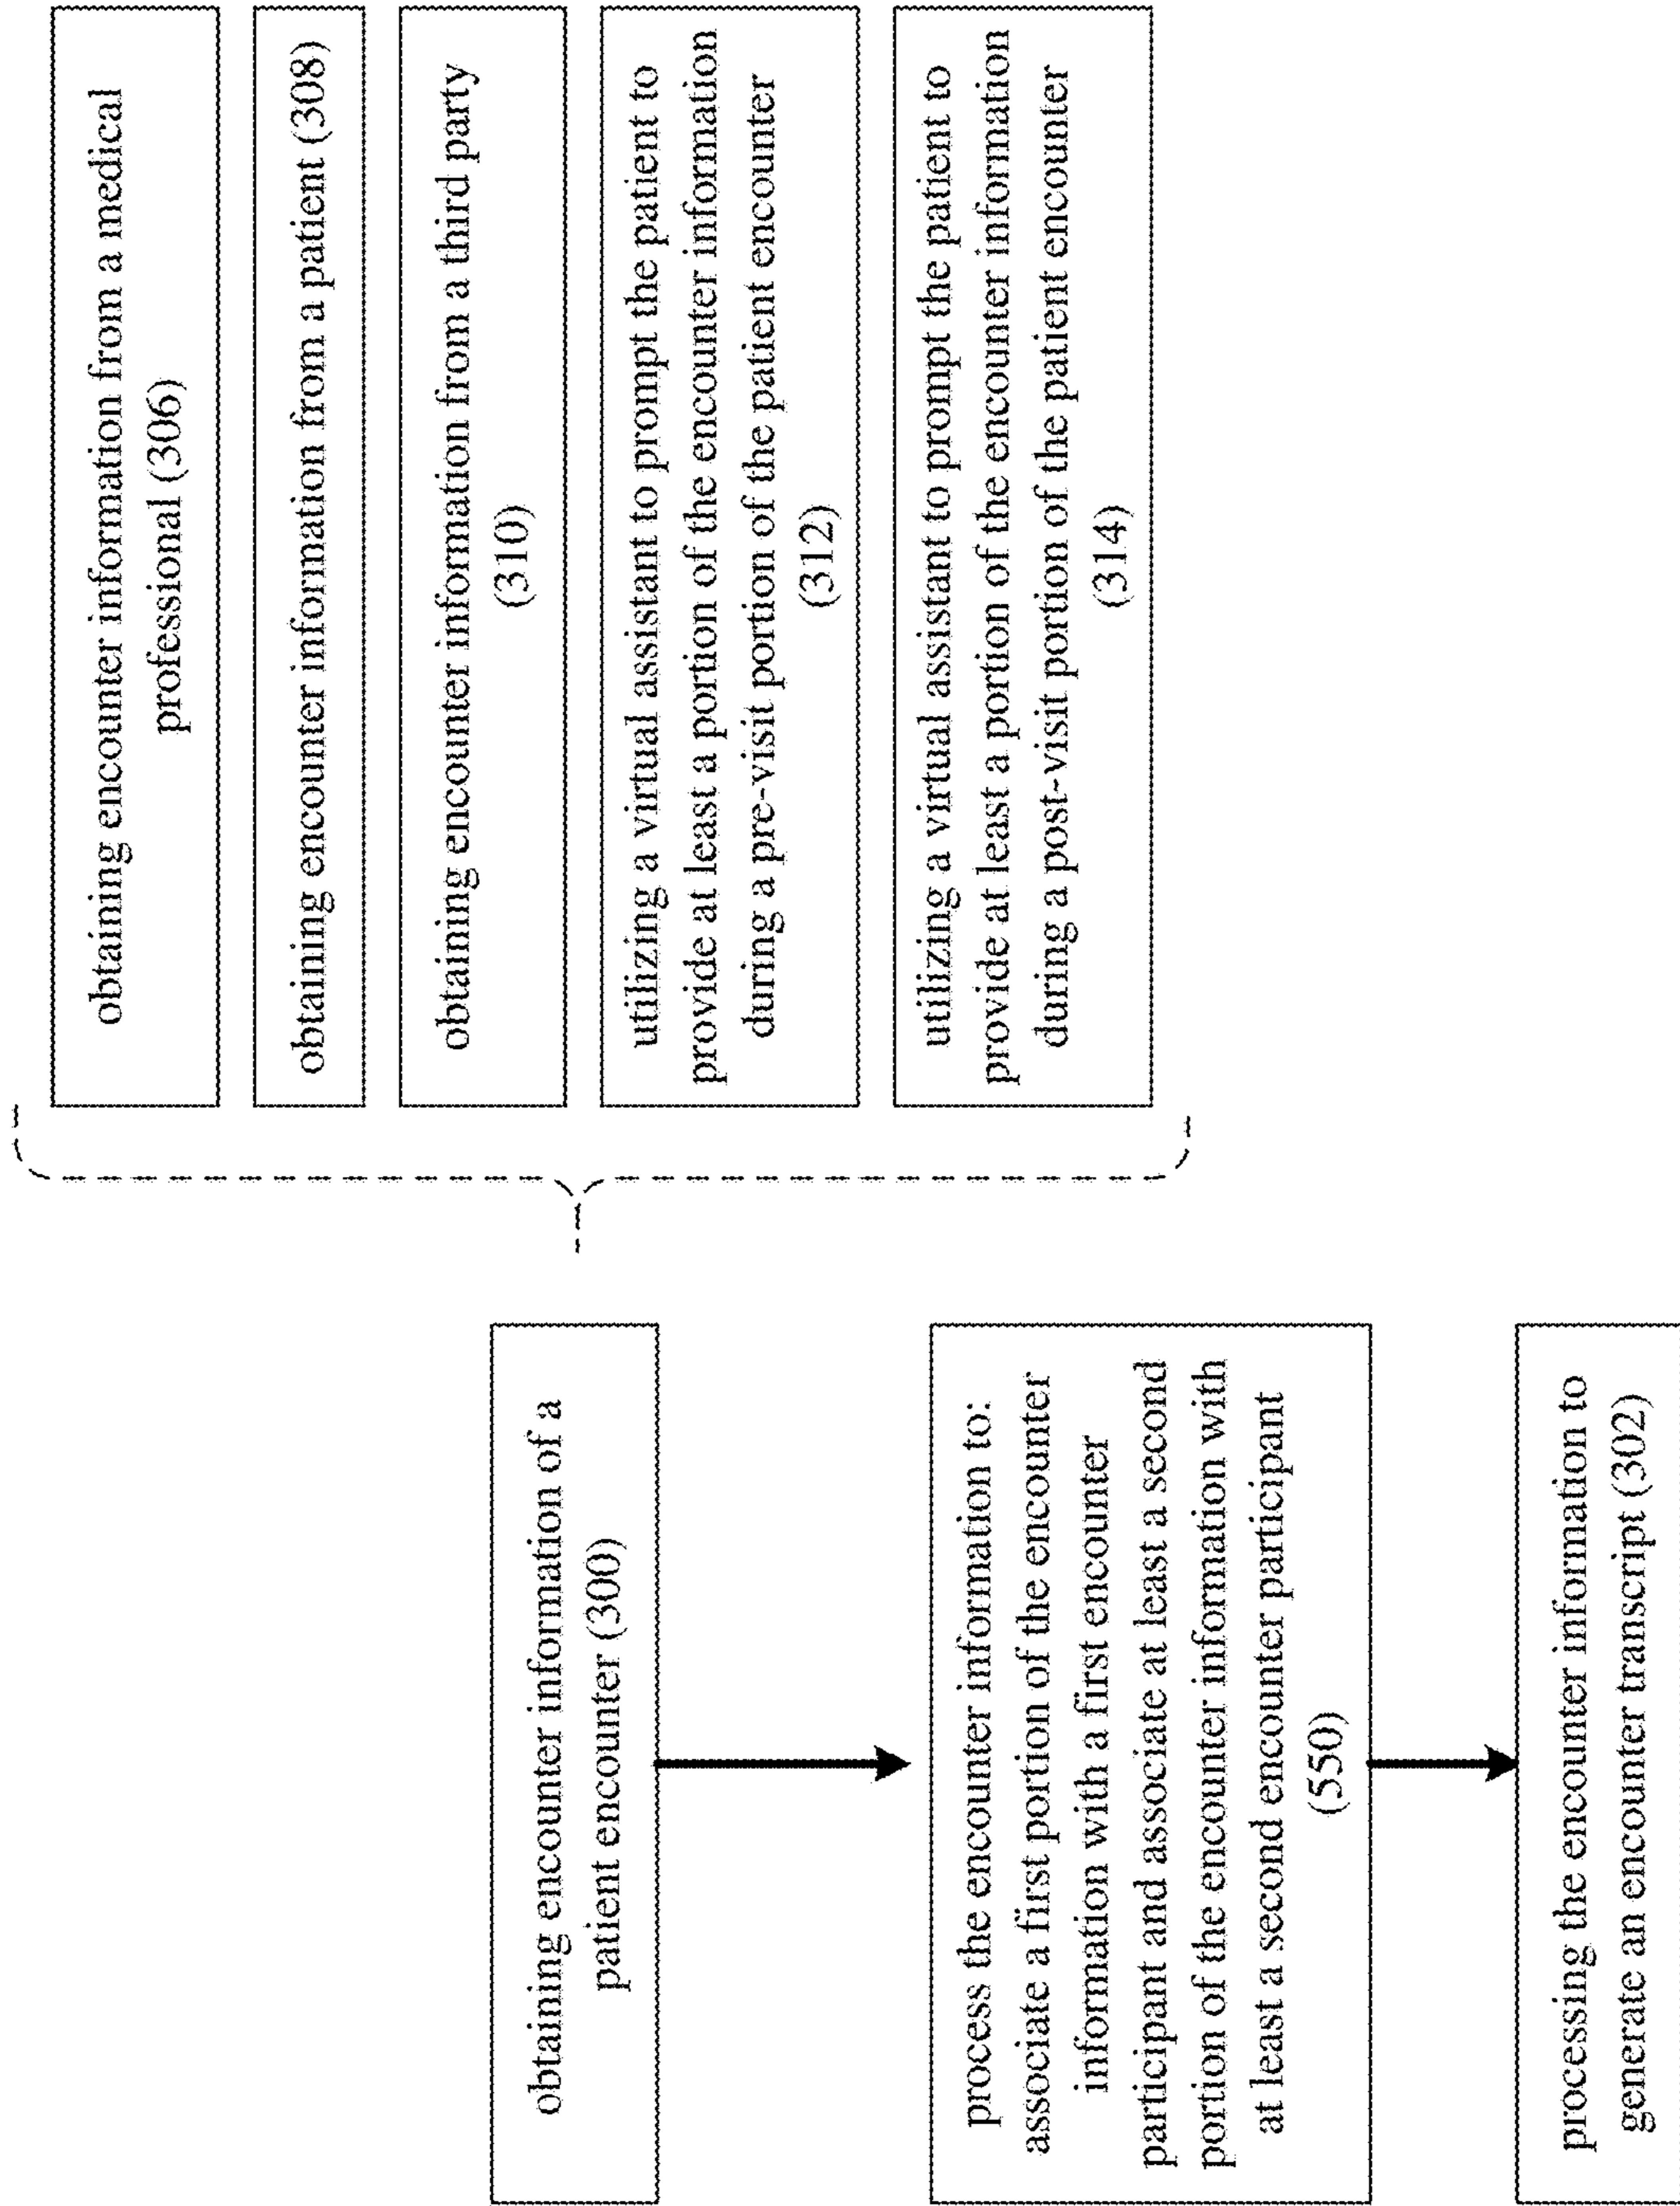 obtaining encounter information of a
patient encounter (300)
process the encounter information to:
associate a first portion of the encounter
information with a first encounter
participant and associate at least a second
portion of the encounter information with
at least a second encounter participant
(550)
processing the encounter information to
generate an encounter transcript (302)
obtaining encounter information from a medical
professional (306)
obtaining encounter information from a patient (308)
obtaining encounter information from a third party
(310)
utilizing a virtual assistant to prompt the patient to
provide at least a portion of the encounter information
during a pre-visit portion of the patient encounter
(312)
utilizing a virtual assistant to prompt the patient to
provide at least a portion of the encounter information
during a post-visit portion of the patient encounter
(314)